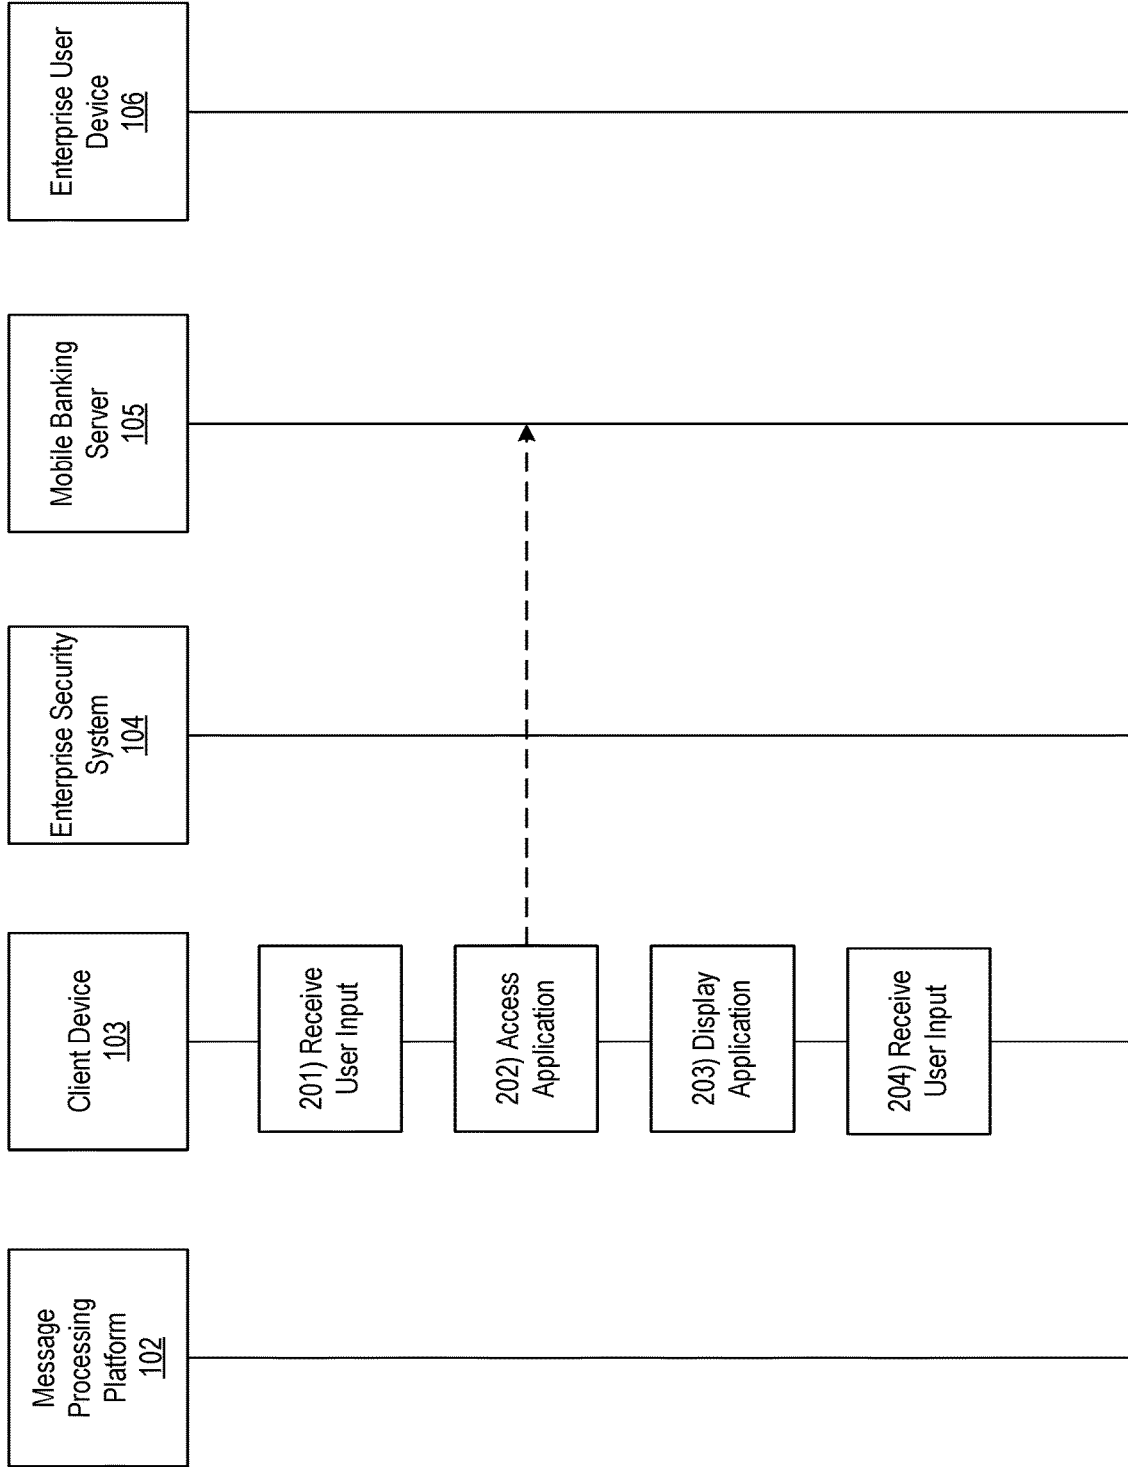 Message
Processing
Platform
102
Client Device
103
Enterprise Security
System
104
Mobile Banking
Server
105
Enterprise User
Device
106
201) Receive
User Input
202) Access
Application
203) Display
Application
204) Receive
User Input